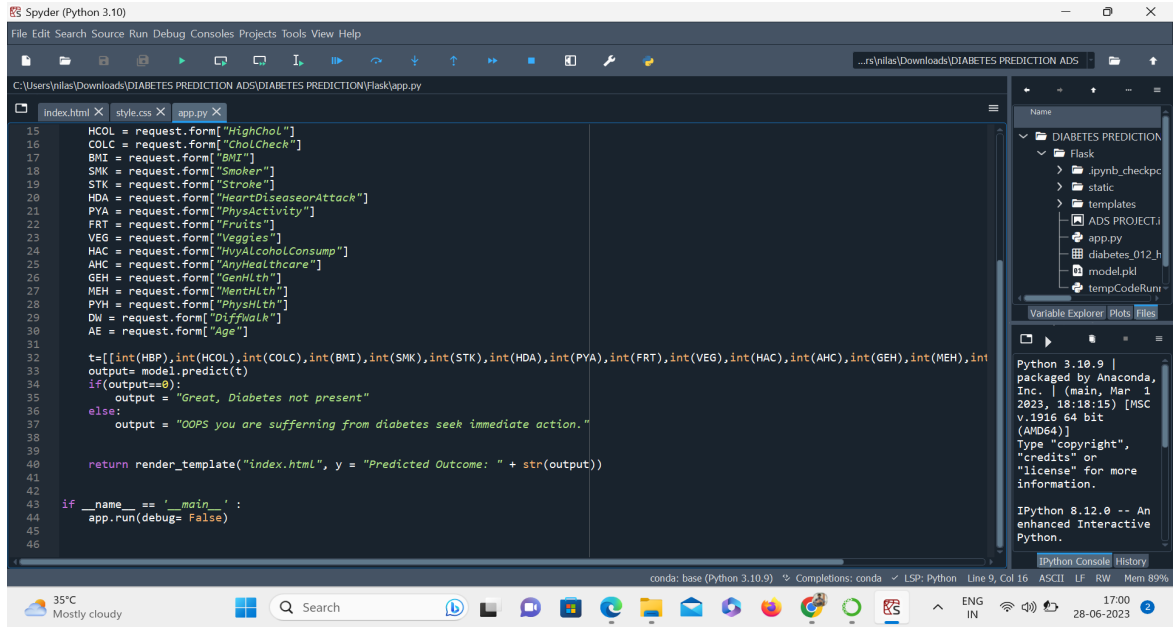 Spyder (Python 3.10)
File Edit Search Source Run Debug Consoles Projects Tools View Help
...rs\nilas\Downloads\DIABETES PREDICTION ADS
C:\Users\nilas\Downloads\DIABETES PREDICTION ADS\DIABETES PREDICTION\Flask\app.py
index.html style.css app.py
15 HCOL = request.form["HighChol"]
16 COLC = request.form["CholCheck"]
17 BMI = request.form["BMI"]
18 SMK = request.form["Smoker"]
19 STK = request.form["Stroke"]
20 HDA = request.form["HeartDiseaseorAttack"]
21 PYA = request.form["PhysActivity"]
22 FRT = request.form["Fruits"]
23 VEG = request.form["Veggies"]
24 HAC = request.form["HvyAlcoholConsump"]
25 AHC = request.form["AnyHealthcare"]
26 GEH = request.form["GenHlth"]
27 MEH = request.form["MentHlth"]
28 PYH = request.form["PhysHlth"]
29 DW = request.form["DiffWalk"]
30 AE = request.form["Age"]
31
32 t=[[int(HBP),int(HCOL),int(COLC),int(BMI),int(SMK),int(STK),int(HDA),int(PYA),int(FRT),int(VEG),int(HAC),int(AHC),int(GEH),int(MEH),int
33 output= model.predict(t)
34 if(output==0):
35 output = "Great, Diabetes not present"
36 else:
37 output = "OOPS you are sufferning from diabetes seek immediate action."
38
39
40 return render_template("index.html", y = "Predicted Outcome: " + str(output))
41
42
43 if __name__ == '__main__' :
44 app.run(debug= False)
45
46
Name
DIABETES PREDICTION
Flask
.ipynb_checkpc
static
templates
ADS PROJECT.i
app.py
diabetes_012_h
model.pkl
tempCodeRunr
Variable Explorer Plots Files
Python 3.10.9 |
packaged by Anaconda,
Inc. | (main, Mar 1
2023, 18:18:15) [MSC
v.1916 64 bit
(AMD64)]
Type "copyright",
"credits" or
"license" for more
information.
IPython 8.12.0 -- An
enhanced Interactive
Python.
IPython Console History
conda: base (Python 3.10.9) Completions: conda LSP: Python Line 9, Col 16 ASCII LF RW Mem 89%
35°C
Mostly cloudy
Search
ENG
IN
17:00
28-06-2023
2